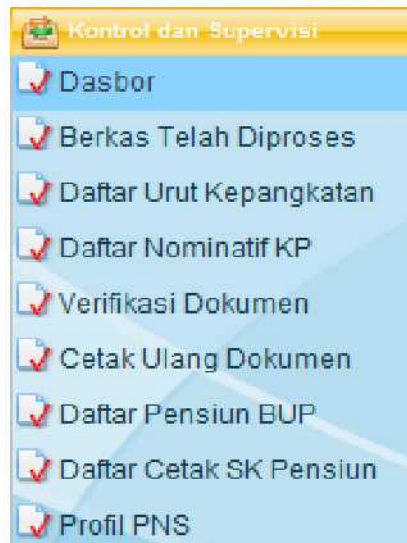 Kontrol dan Supervisi
Dasbor
Berkas Telah Diproses
Daftar Urut Kepangkatan
Daftar Nominatif KP
Verifikasi Dokumen
Cetak Ulang Dokumen
Daftar Pensiun BUP
Daftar Cetak SK Pensiun
Profil PNS